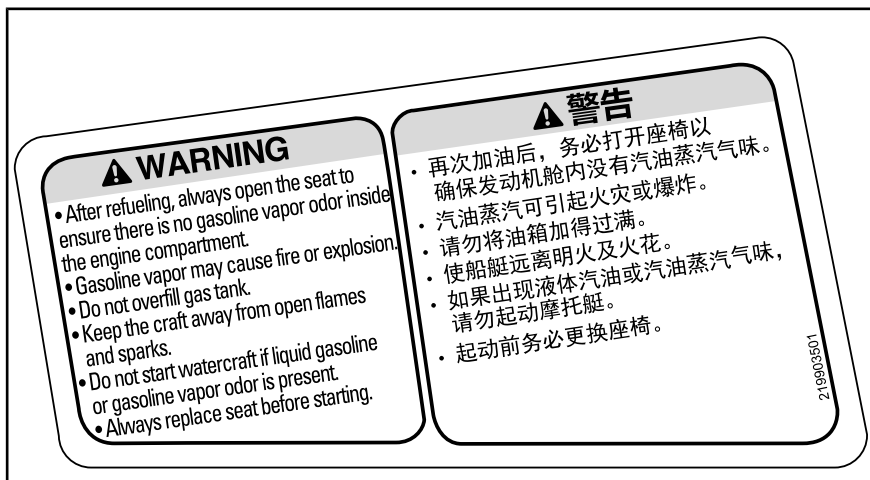 WARNING
• After refueling, always open the seat to
ensure there is no gasoline vapor odor inside
the engine compartment.
• Gasoline vapor may cause fire or explosion.
• Do not overfill gas tank.
• Keep the craft away from open flames
and sparks.
• Do not start watercraft if liquid gasoline
or gasoline vapor odor is present.
• Always replace seat before starting.
警告
· 再次加油后，务必打开座椅以
确保发动机舱内没有汽油蒸汽气味。
· 汽油蒸汽可引起火灾或爆炸。
· 请勿将油箱加得过满。
· 使船艇远离明火及火花。
· 如果出现液体汽油或汽油蒸汽气味，
请勿起动摩托艇。
· 起动前务必更换座椅。
219903501